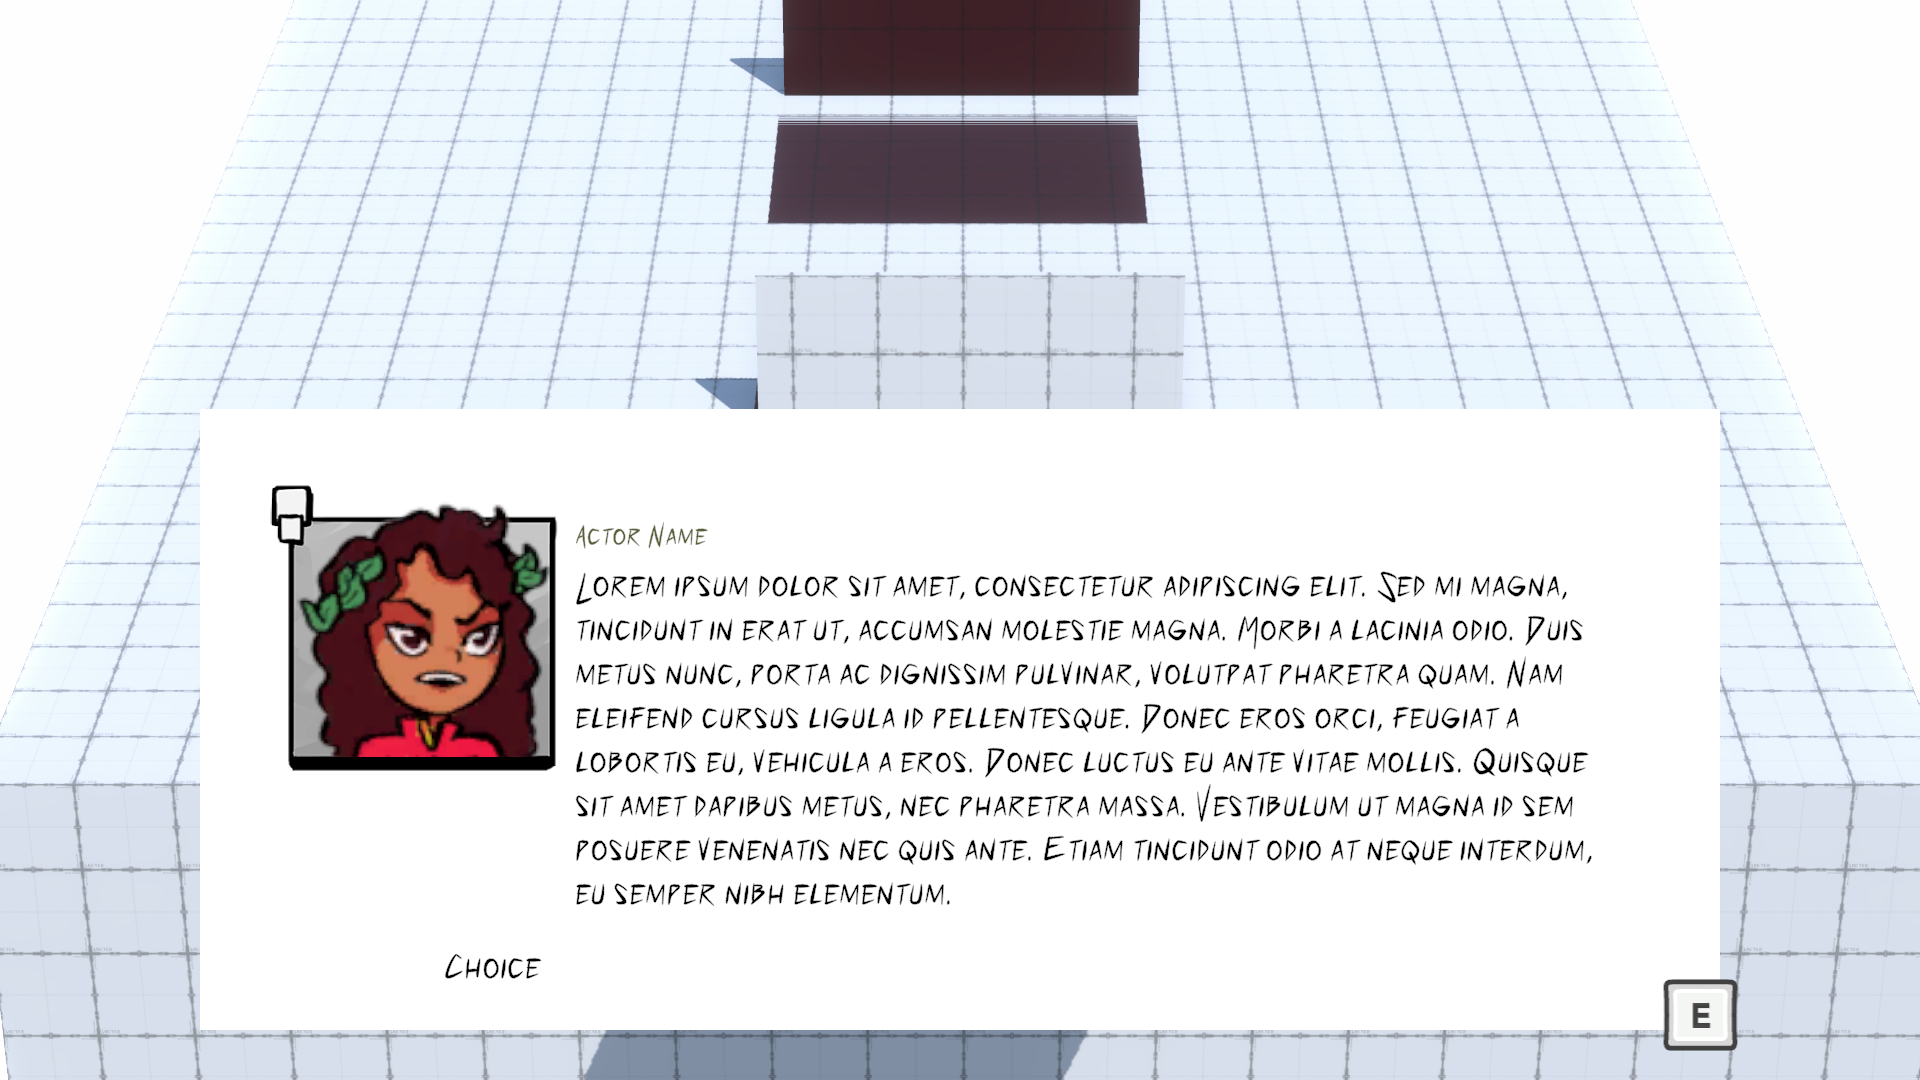 Actor Name
Lorem ipsum dolor sit amet, consectetur adipiscing elit. Sed mi magna,
tincidunt in erat ut, accumsan molestie magna. Morbi a lacinia odio. Duis
metus nunc, porta ac dignissim pulvinar, volutpat pharetra quam. Nam
eleifend cursus ligula id pellentesque. Donec eros orci, feugiat a
lobortis eu, vehicula a eros. Donec luctus eu ante vitae mollis. Quisque
sit amet dapibus metus, nec pharetra massa. Vestibulum ut magna id sem
posuere venenatis nec quis ante. Etiam tincidunt odio at neque interdum,
eu semper nibh elementum.
Choice
E